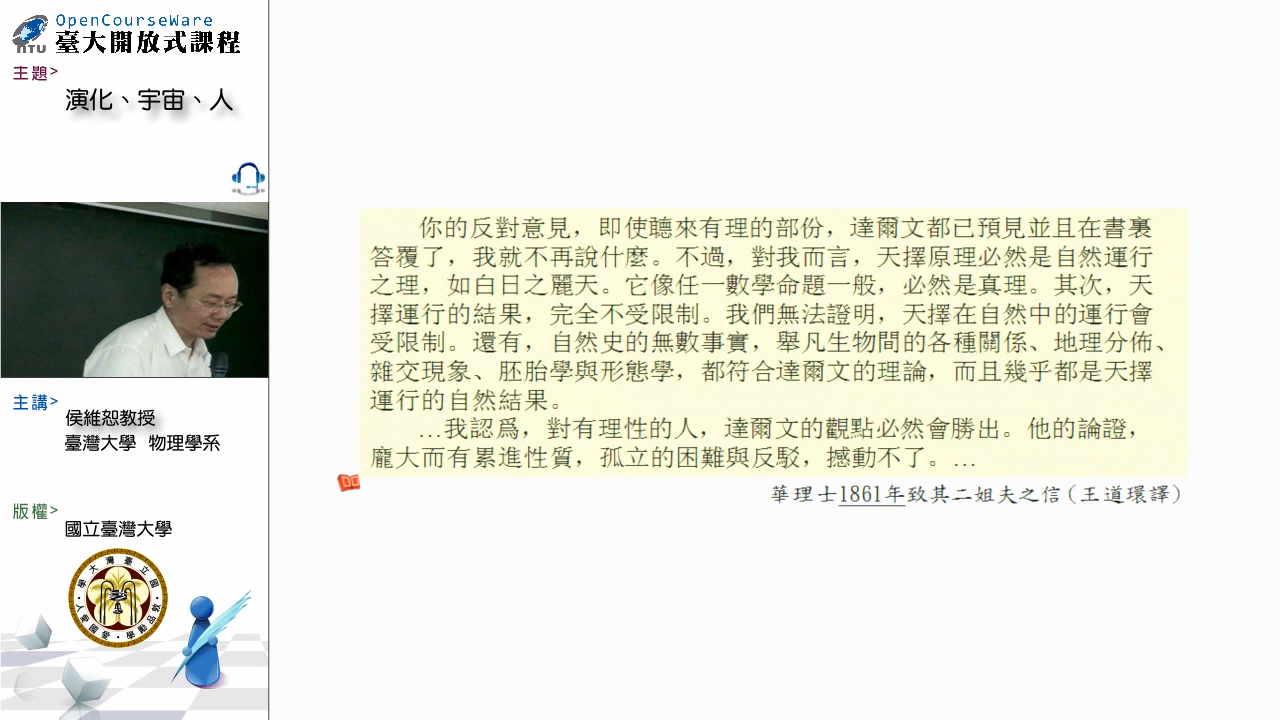 OpenCourseWare
NTU
臺大開放式課程
主題>
演化、宇宙、人
主講>
侯維恕教授
臺灣大學 物理學系
版權>
國立臺灣大學
你的反對意見，即使聽來有理的部份，達爾文都已預見並且在書裏
答覆了，我就不再說什麼。不過，對我而言，天擇原理必然是自然運行
之理，如白日之麗天。它像任一數學命題一般，必然是真理。其次，天
擇運行的結果，完全不受限制。我們無法證明，天擇在自然中的運行會
受限制。還有，自然史的無數事實，舉凡生物間的各種關係、地理分佈、
雜交現象、胚胎學與形態學，都符合達爾文的理論，而且幾乎都是天擇
運行的自然結果。
…我認爲，對有理性的人，達爾文的觀點必然會勝出。他的論證，
龐大而有累進性質，孤立的困難與反駁，撼動不了。…
華理士1861年致其二姐夫之信（王道環譯）